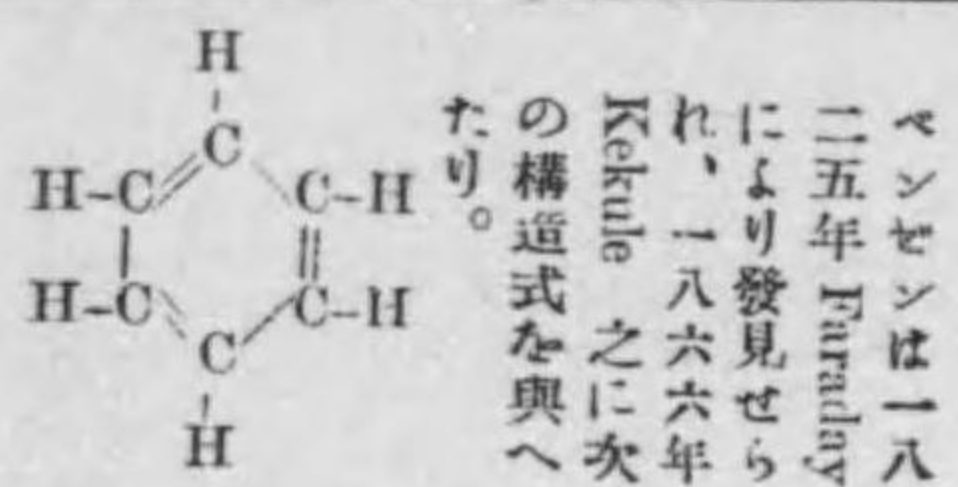 ベンゼンは一八
二五年 Faraday
により發見せら
れ、一八六六年
Kekule 之に次
の構造式を與へ
たり。
H
C
H-C
C-H
H-C
C-H
C
H